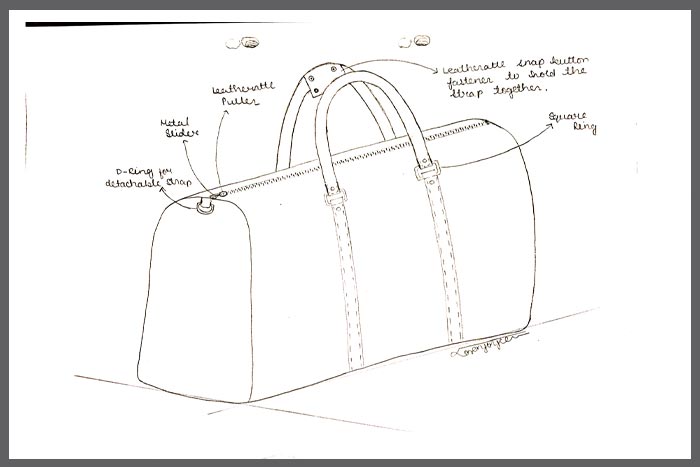 Leatherette snap button
fastener to hold the
strap together.
Leatherette
Puller
Square
Ring
Metal
Slider
D-Ring for
detachable strap